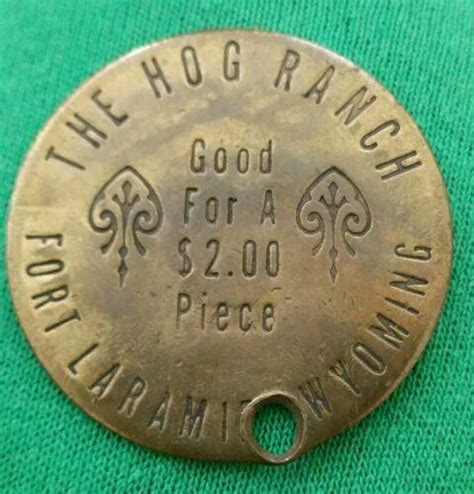 THE HOG RANCH
Good
For A
$2.00
Piece
FORT LARAMI WYOMING